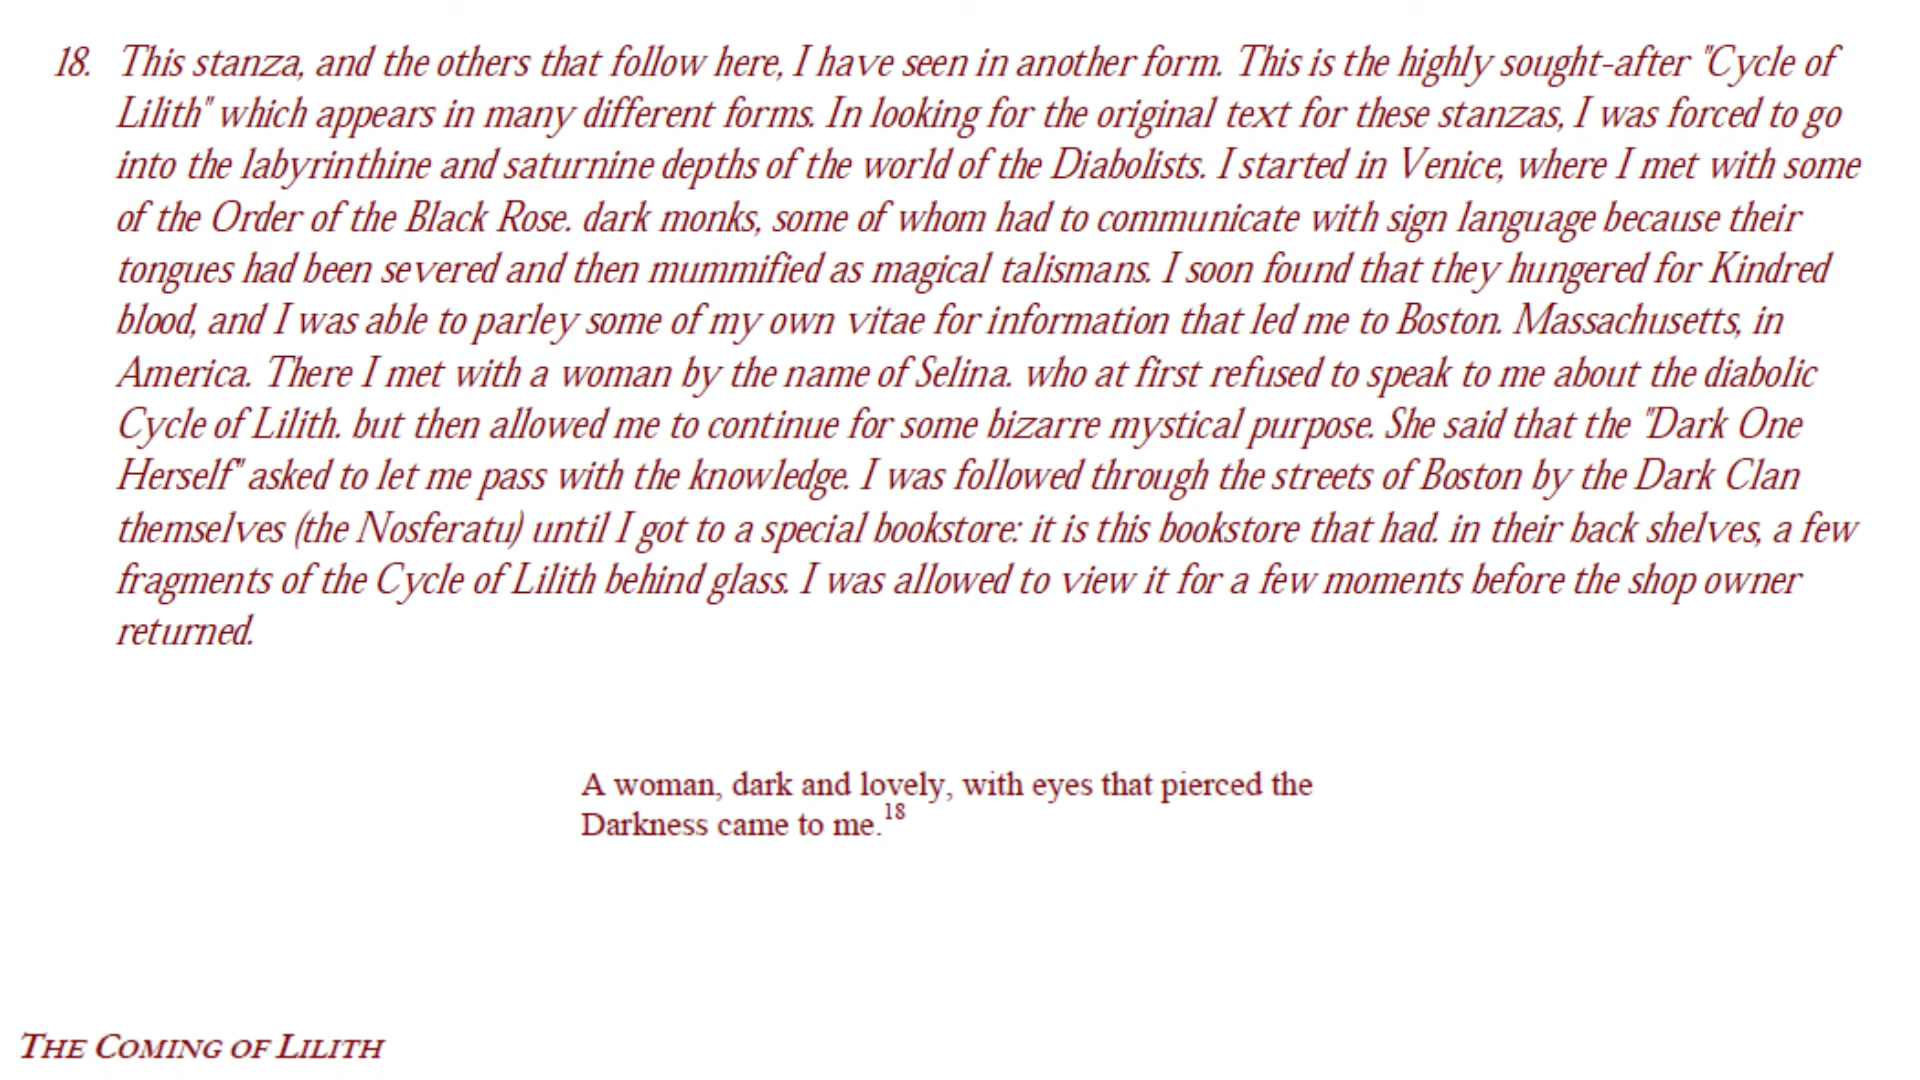 18. This stanza, and the others that follow here, I have seen in another form. This is the highly sought-after "Cycle of
Lilith" which appears in many different forms. In looking for the original text for these stanzas, I was forced to go
into the labyrinthine and saturnine depths of the world of the Diabolists. I started in Venice, where I met with some
of the Order of the Black Rose. dark monks, some of whom had to communicate with sign language because their
tongues had been severed and then mummified as magical talismans. I soon found that they hungered for Kindred
blood, and I was able to parley some of my own vitae for information that led me to Boston. Massachusetts, in
America. There I met with a woman by the name of Selina. who at first refused to speak to me about the diabolic
Cycle of Lilith. but then allowed me to continue for some bizarre mystical purpose. She said that the "Dark One
Herself" asked to let me pass with the knowledge. I was followed through the streets of Boston by the Dark Clan
themselves (the Nosferatu) until I got to a special bookstore: it is this bookstore that had. in their back shelves, a few
fragments of the Cycle of Lilith behind glass. I was allowed to view it for a few moments before the shop owner
returned.
A woman, dark and lovely, with eyes that pierced the
Darkness came to me.18
THE COMING OF LILITH